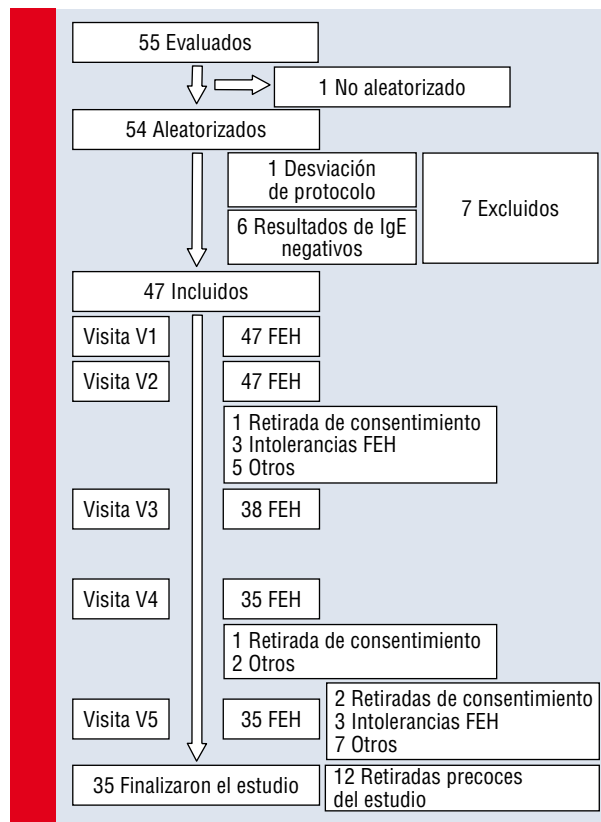 55 Evaluados
1 No aleatorizado
54 Aleatorizados
1 Desviación
de protocolo
7 Excluidos
6 Resultados de IgE
negativos
47 Incluidos
Visita V1
47 FEH
Visita V2
47 FEH
1 Retirada de consentimiento
3 Intolerancias FEH
5 Otros
Visita V3
38 FEH
Visita V4
35 FEH
1 Retirada de consentimiento
2 Otros
Visita V5
35 FEH
2 Retiradas de consentimiento
3 Intolerancias FEH
7 Otros
35 Finalizaron el estudio
12 Retiradas precoces
del estudio